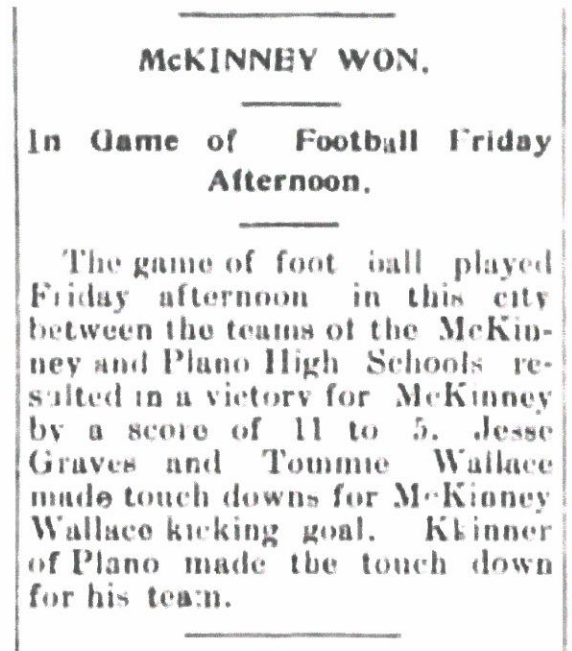 McKINNEY WON.
In Game of Football Friday
Afternoon.
The game of foot ball played
Friday afternoon in this city
between the teams of the McKin-
ney and Plano High Schools re-
sulted in a victory for McKinney
by a score of 11 to 5. Jesse
Graves and Tommie Wallace
made touch downs for McKinney
Wallace kicking goal. Kkinner
of Plano made the touch down
for his team.